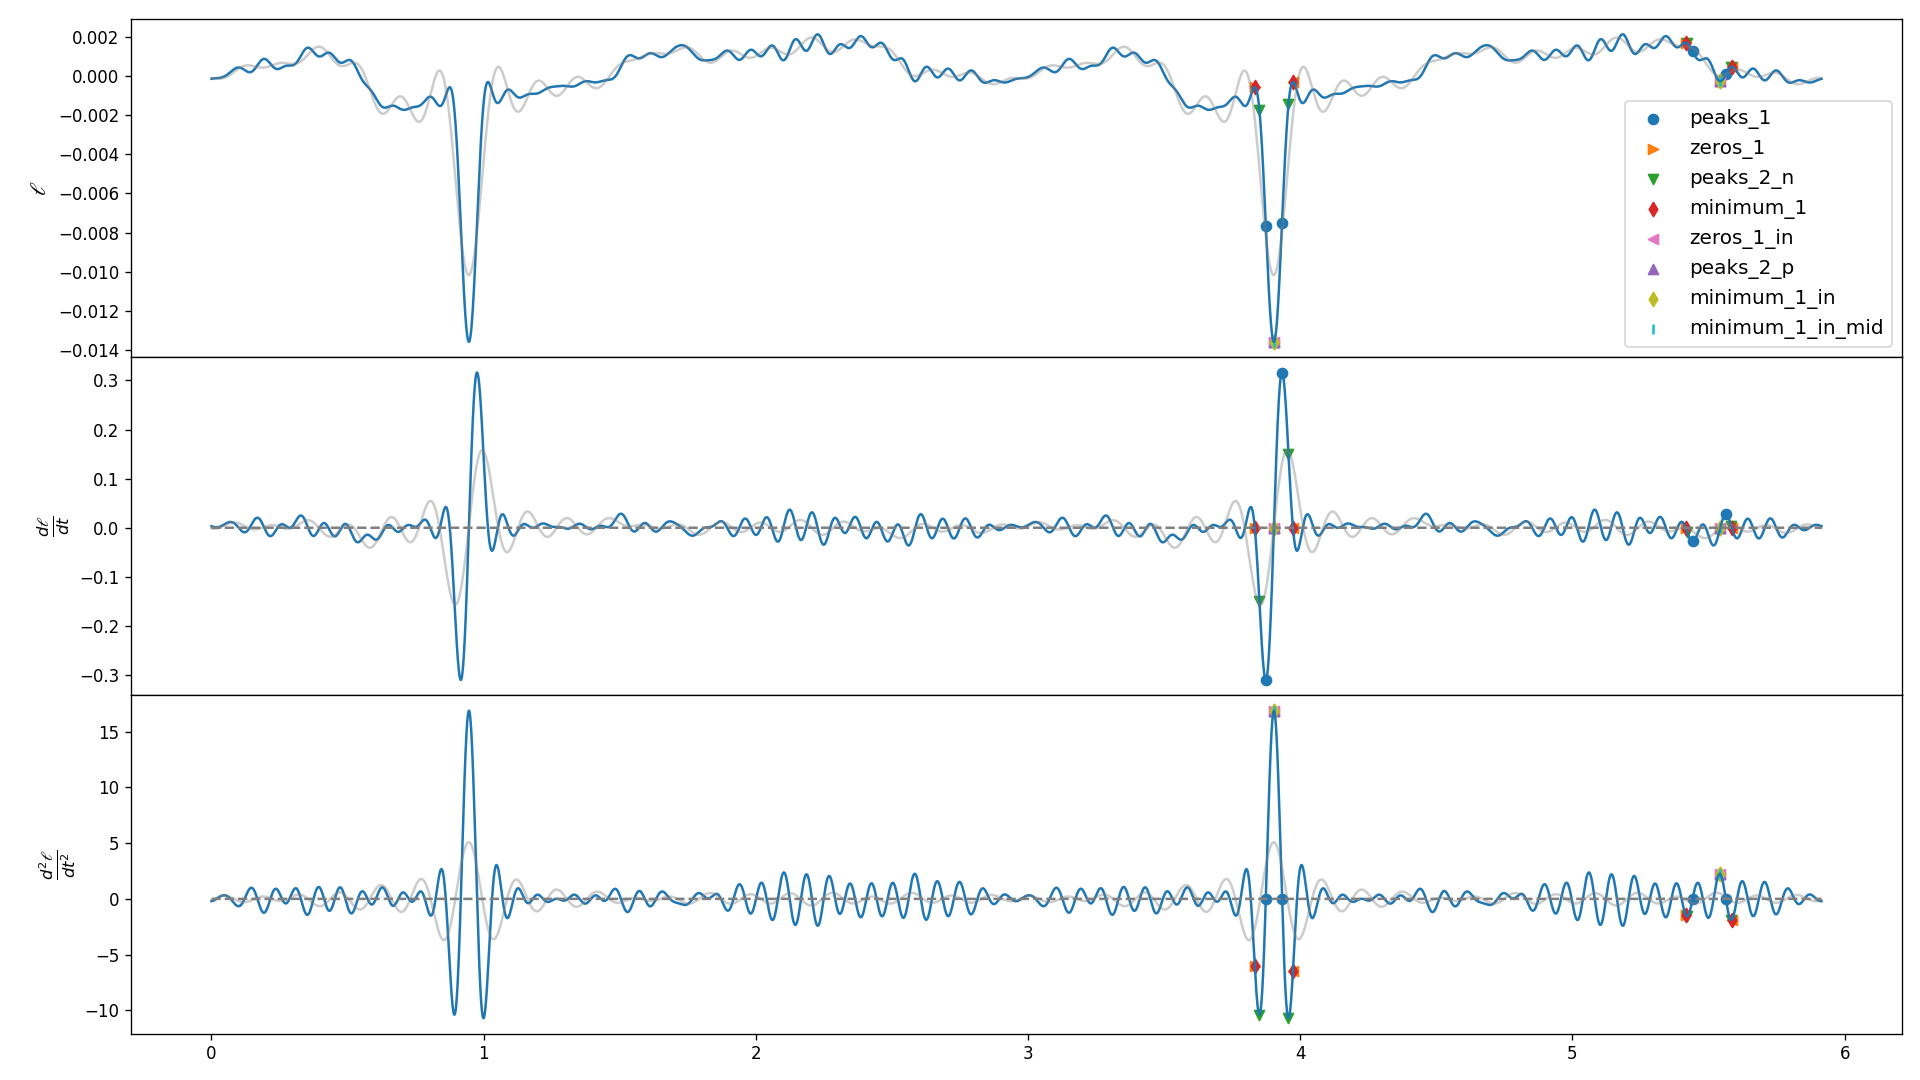 0.002
0.000
−0.002
−0.004
−0.006
−0.008
−0.010
−0.012
−0.014
ℓ
peaks_1
zeros_1
peaks_2_n
minimum_1
zeros_1_in
peaks_2_p
minimum_1_in
minimum_1_in_mid
0.3
0.2
0.1
0.0
−0.1
−0.2
−0.3
dℓ
dt
15
10
5
0
−5
−10
d²ℓ
dt²
0 1 2 3 4 5 6